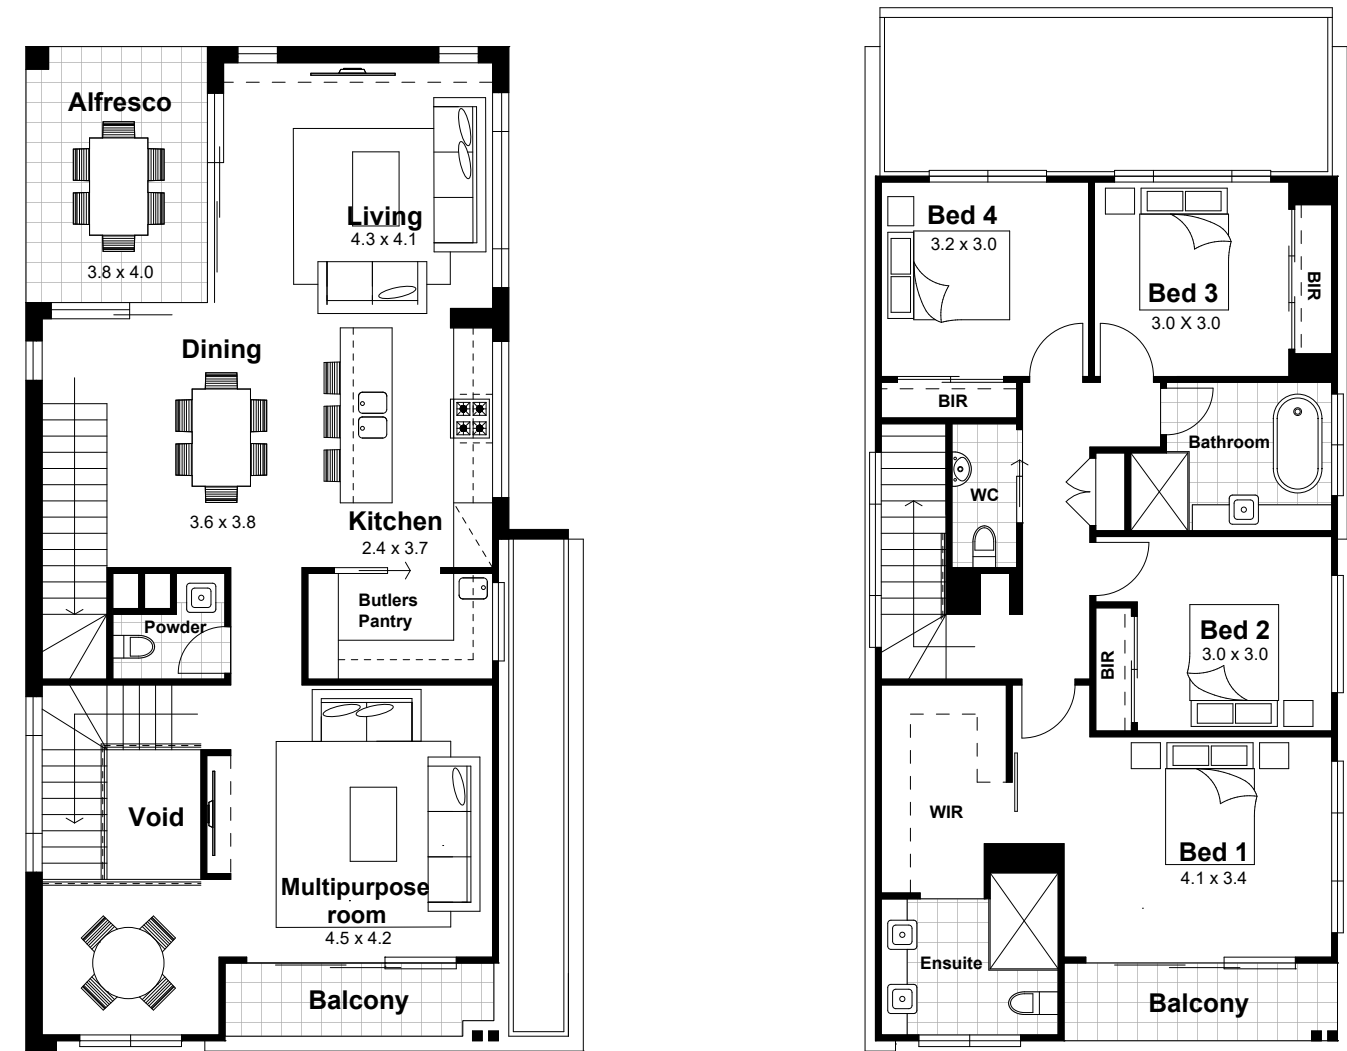 Alfresco
3.8 x 4.0
Living
4.3 x 4.1
Dining
3.6 x 3.8
Kitchen
2.4 x 3.7
Butlers
Pantry
Powder
Void
Multipurpose
room
4.5 x 4.2
Balcony
Bed 4
3.2 x 3.0
Bed 3
3.0 X 3.0
BIR
BIR
Bathroom
WC
Bed 2
3.0 x 3.0
BIR
WIR
Bed 1
4.1 x 3.4
Ensuite
Balcony